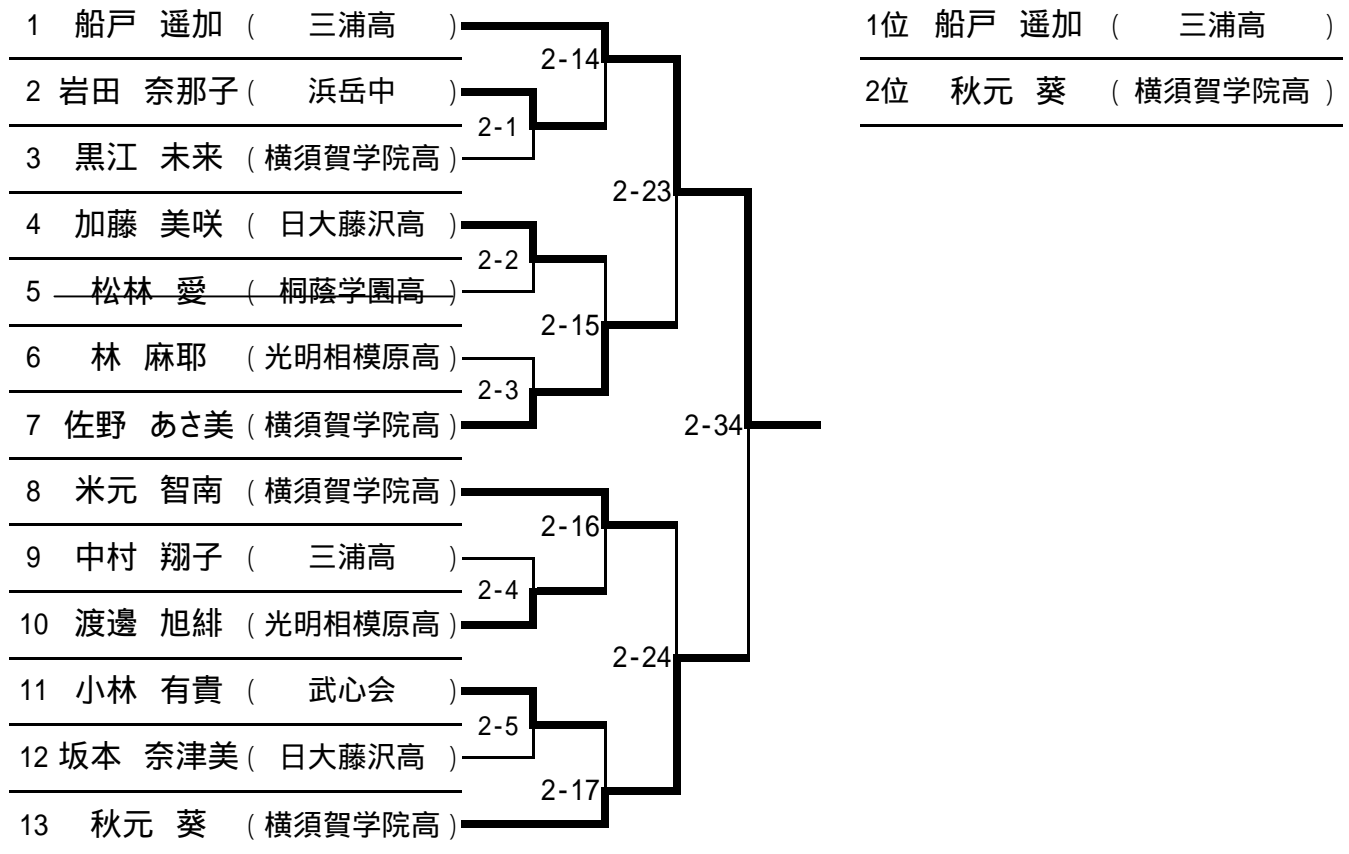 1 船戸 遥加 ( 三浦高 )
2 岩田 奈那子 ( 浜岳中 )
3 黒江 未来 ( 横須賀学院高 )
4 加藤 美咲 ( 日大藤沢高 )
5 松林 愛 ( 桐蔭学園高 )
6 林 麻耶 ( 光明相模原高 )
7 佐野 あさ美 ( 横須賀学院高 )
8 米元 智南 ( 横須賀学院高 )
9 中村 翔子 ( 三浦高 )
10 渡邊 旭緋 ( 光明相模原高 )
11 小林 有貴 ( 武心会 )
12 坂本 奈津美 ( 日大藤沢高 )
13 秋元 葵 ( 横須賀学院高 )
2-1
2-2
2-3
2-4
2-5
2-14
2-15
2-16
2-17
2-23
2-24
2-34
1位 船戸 遥加 ( 三浦高 )
2位 秋元 葵 ( 横須賀学院高 )